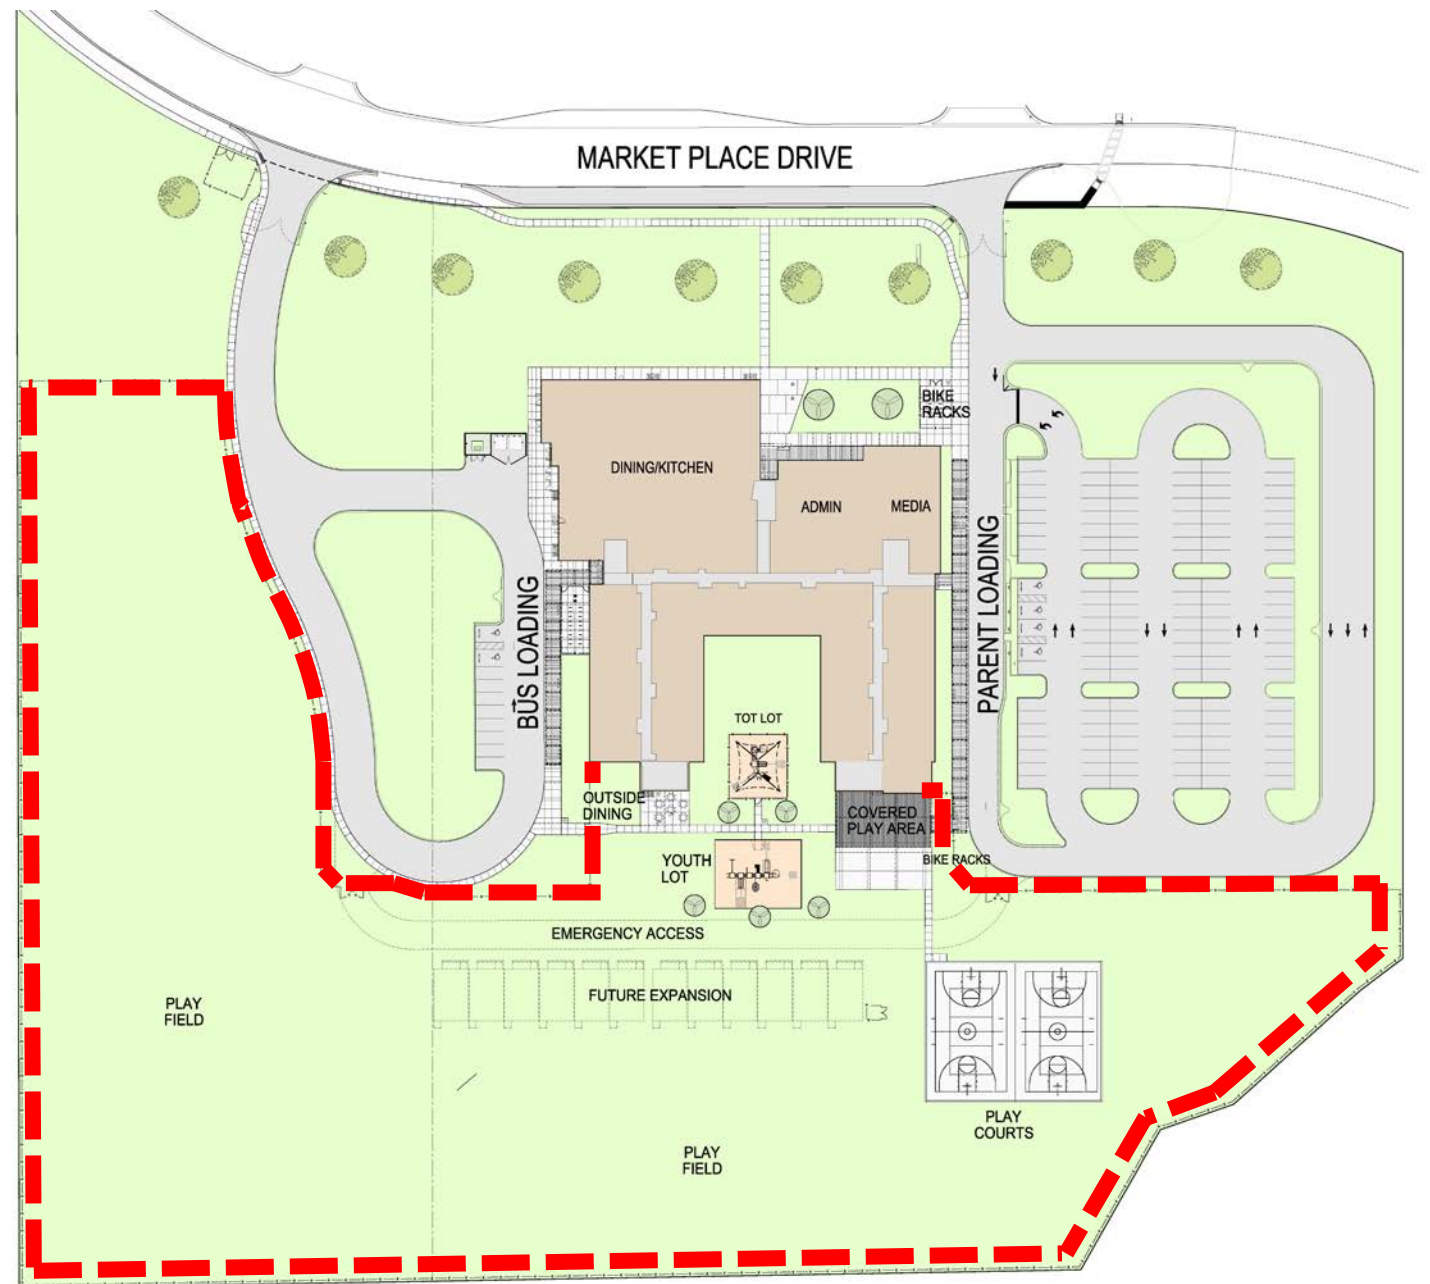 MARKET PLACE DRIVE
BIKE
RACKS
DINING/KITCHEN
ADMIN
MEDIA
BUS LOADING
PARENT LOADING
TOT LOT
OUTSIDE
DINING
COVERED
PLAY AREA
YOUTH
LOT
BIKE RACKS
EMERGENCY ACCESS
FUTURE EXPANSION
PLAY
FIELD
PLAY
COURTS
PLAY
FIELD